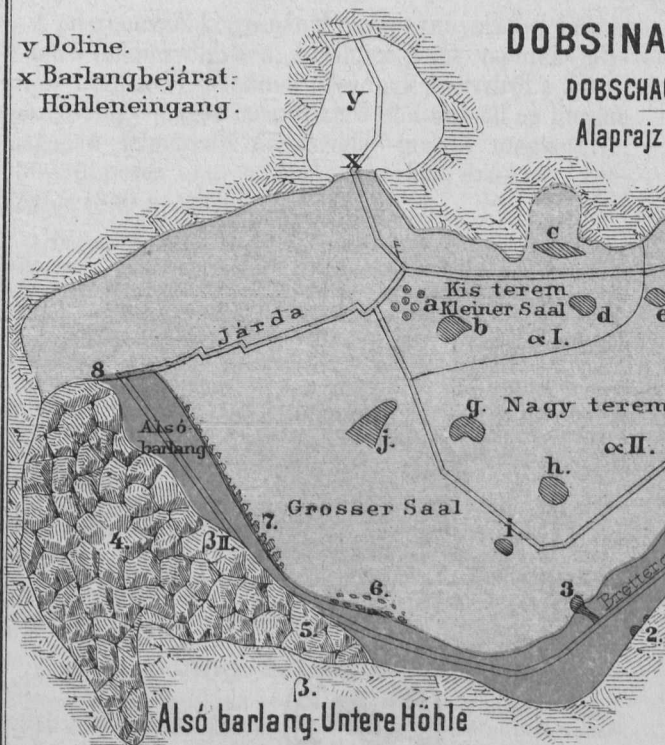 y Doline.
x Barlangbejárat.
Höhleneingang.
DOBSINA
DOBSCHAU
Alaprajz
y
x
c
Kis terem
a
Kleiner Saal
b
d
e
α I.
Járda
8
Alsó
barlang
j.
g.
Nagy terem
α II.
h.
Grosser Saal
7.
4.
β II.
i
6.
3
5.
2.
β.
Alsó barlang. Untere Höhle